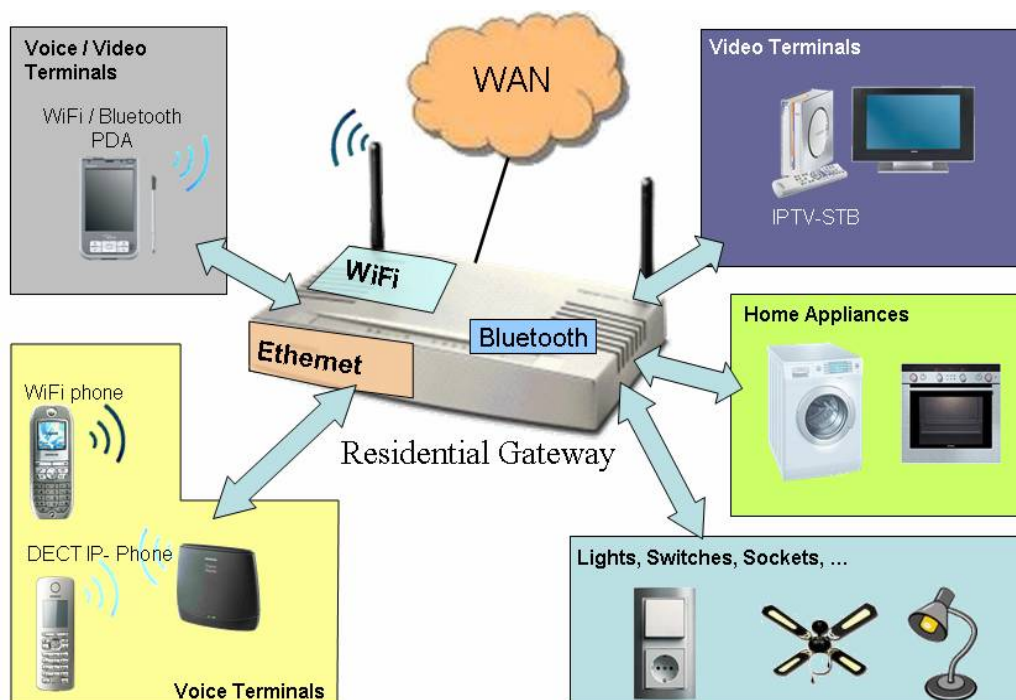 Voice / Video
Terminals
WiFi / Bluetooth
PDA
WAN
Video Terminals
IPTV-STB
WiFi
Ethernet
Bluetooth
Residential Gateway
Home Appliances
WiFi phone
DECT IP- Phone
Voice Terminals
Lights, Switches, Sockets, ...